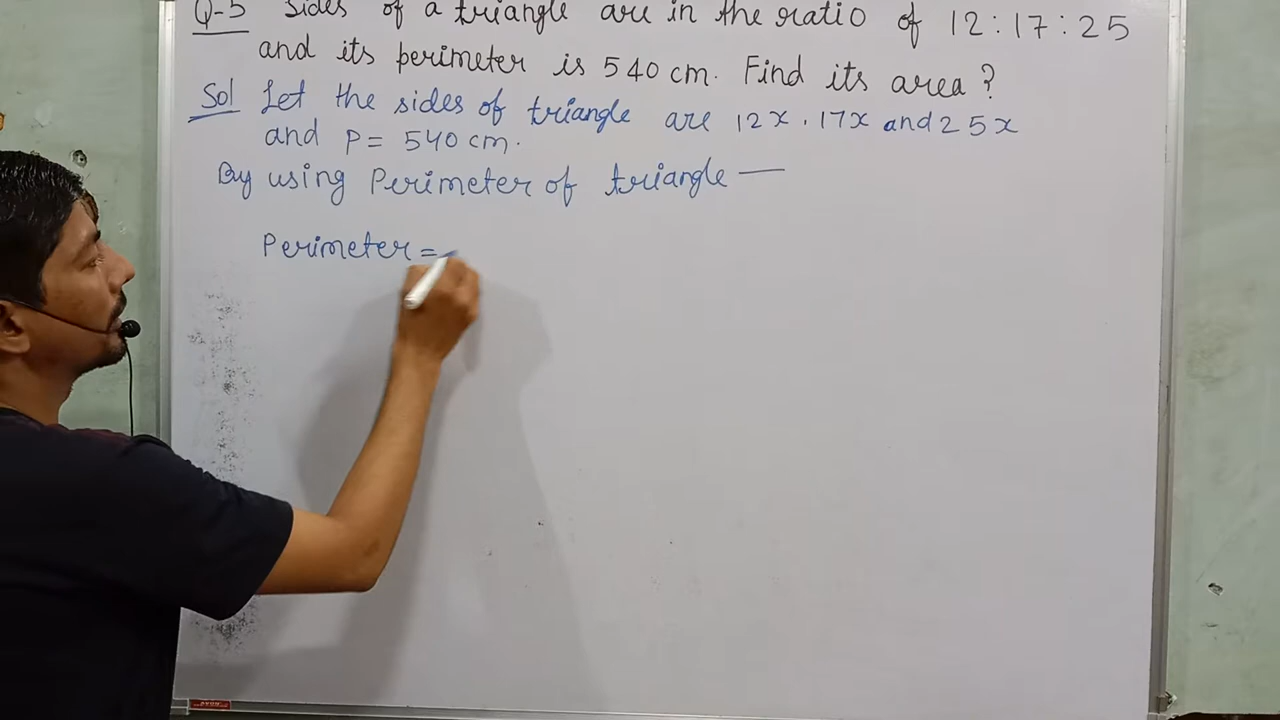 Q-5 Sides of a triangle are in the ratio of 12:17:25
and its perimeter is 540 cm. Find its area?
Sol Let the sides of triangle are 12x, 17x and 25x
and P = 540 cm.
By using Perimeter of triangle —
Perimeter =